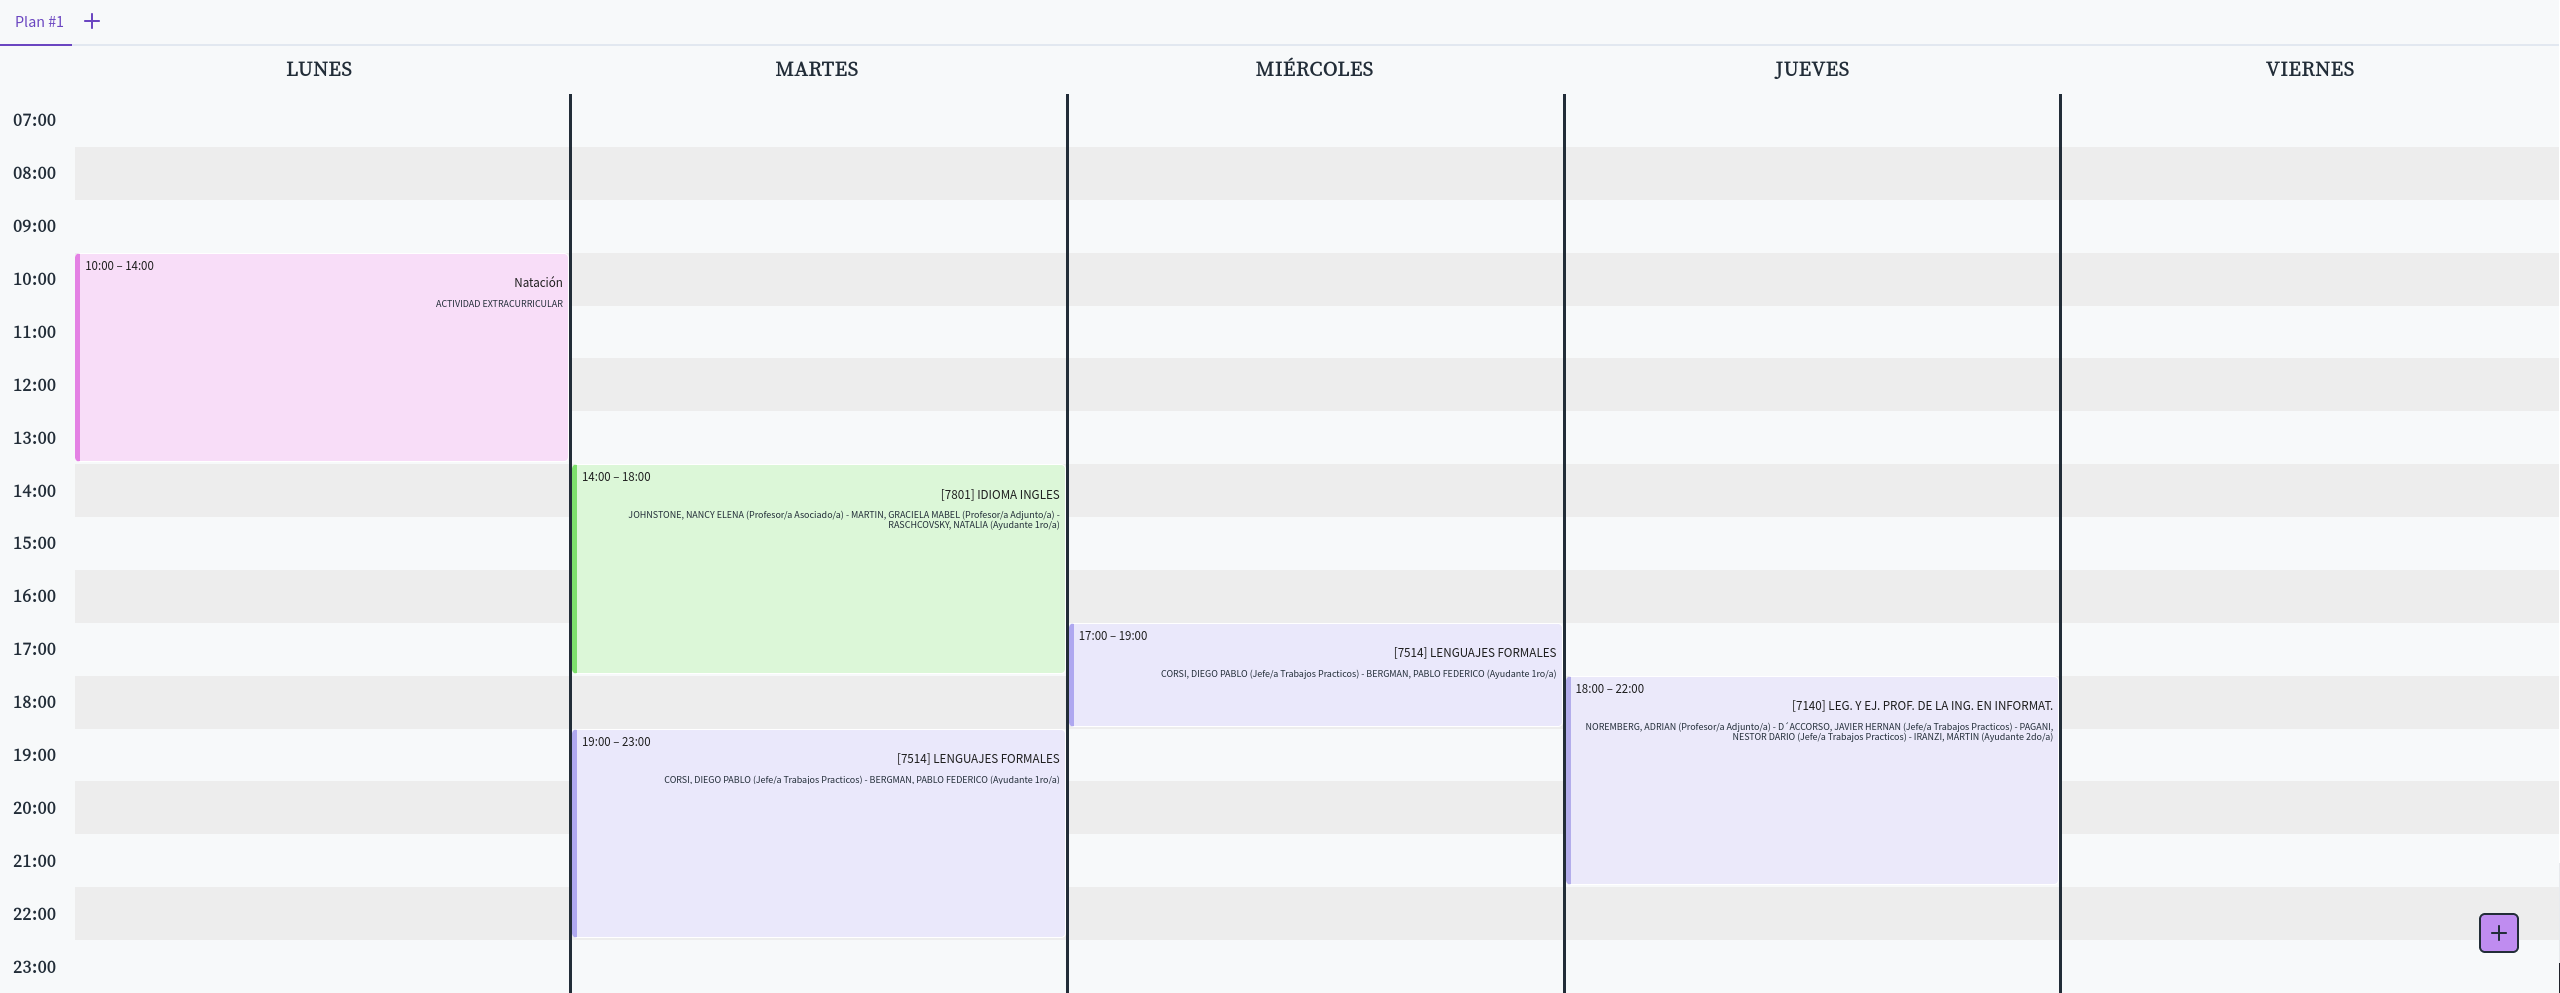 Plan #1 +
LUNES MARTES MIÉRCOLES JUEVES VIERNES
07:00
08:00
09:00
10:00
11:00
12:00
13:00
14:00
15:00
16:00
17:00
18:00
19:00
20:00
21:00
22:00
23:00
10:00 – 14:00
Natación
ACTIVIDAD EXTRACURRICULAR
14:00 – 18:00
[7801] IDIOMA INGLES
JOHNSTONE, NANCY ELENA (Profesor/a Asociado/a) - MARTIN, GRACIELA MABEL (Profesor/a Adjunto/a) -
RASCHCOVSKY, NATALIA (Ayudante 1ro/a)
19:00 – 23:00
[7514] LENGUAJES FORMALES
CORSI, DIEGO PABLO (Jefe/a Trabajos Practicos) - BERGMAN, PABLO FEDERICO (Ayudante 1ro/a)
17:00 – 19:00
[7514] LENGUAJES FORMALES
CORSI, DIEGO PABLO (Jefe/a Trabajos Practicos) - BERGMAN, PABLO FEDERICO (Ayudante 1ro/a)
18:00 – 22:00
[7140] LEG. Y EJ. PROF. DE LA ING. EN INFORMAT.
NOREMBERG, ADRIAN (Profesor/a Adjunto/a) - D´ACCORSO, JAVIER HERNAN (Jefe/a Trabajos Practicos) - PAGANI,
NESTOR DARIO (Jefe/a Trabajos Practicos) - IRANZI, MARTIN (Ayudante 2do/a)
+